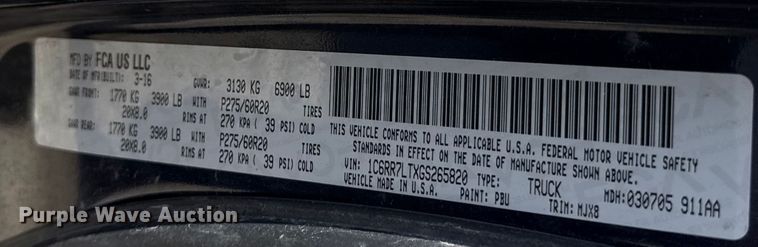 MFD BY FCA US LLC
DATE OF MFR(BUILT): 3-16 GVWR: 3130 KG 6900 LB
GAWR FRONT: 1770 KG 3900 LB WITH P275/60R20 TIRES
20X8.0 RIMS AT 270 KPA ( 39 PSI) COLD
GAWR REAR: 1770 KG 3900 LB WITH P275/60R20 TIRES
20X8.0 RIMS AT 270 KPA ( 39 PSI) COLD
THIS VEHICLE CONFORMS TO ALL APPLICABLE U.S.A. FEDERAL MOTOR VEHICLE SAFETY
STANDARDS IN EFFECT ON THE DATE OF MANUFACTURE SHOWN ABOVE.
VIN: 1C6RR7LTXGS265820 TYPE: TRUCK MDH:030705 911AA
MADE IN U.S.A. PAINT: PBU TRIM: MJX8
Purple Wave Auction